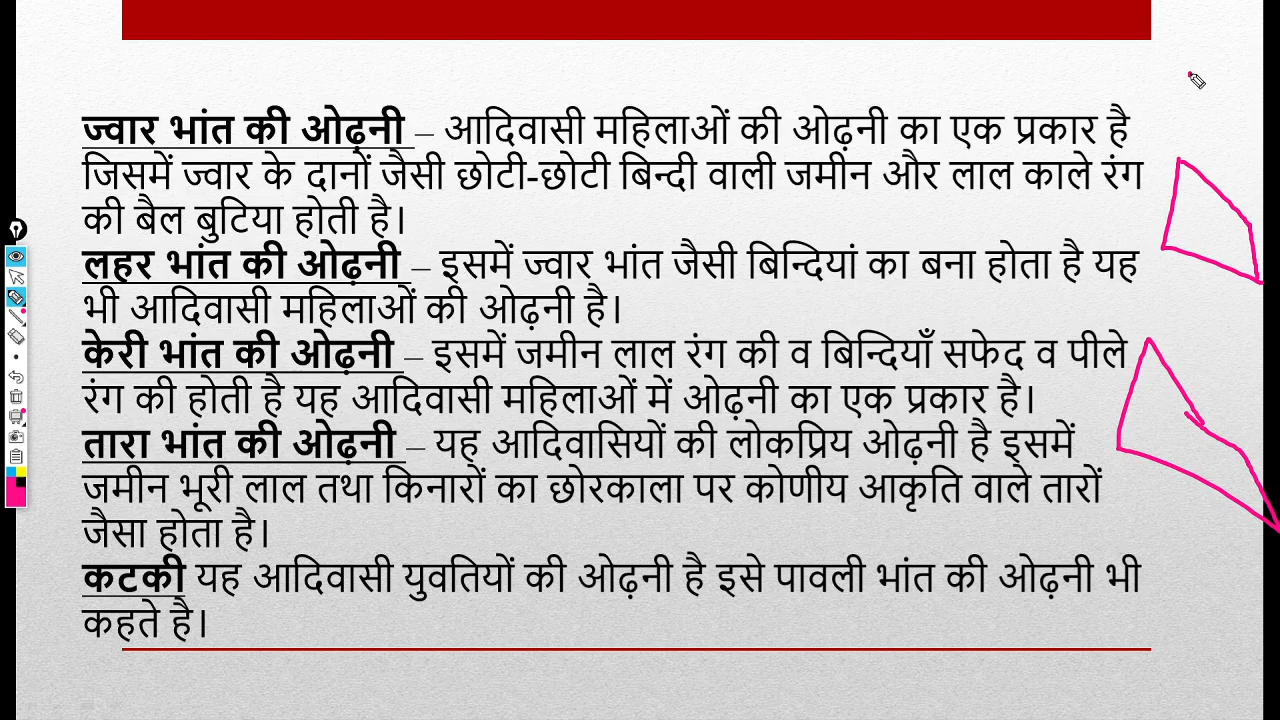 ज्वार भांत की ओढ़नी – आदिवासी महिलाओं की ओढ़नी का एक प्रकार है
जिसमें ज्वार के दानों जैसी छोटी-छोटी बिन्दी वाली जमीन और लाल काले रंग
की बैल बुटिया होती है।
लहर भांत की ओढ़नी – इसमें ज्वार भांत जैसी बिन्दियां का बना होता है यह
भी आदिवासी महिलाओं की ओढ़नी है।
केरी भांत की ओढ़नी – इसमें जमीन लाल रंग की व बिन्दियाँ सफेद व पीले
रंग की होती है यह आदिवासी महिलाओं में ओढ़नी का एक प्रकार है।
तारा भांत की ओढ़नी – यह आदिवासियों की लोकप्रिय ओढ़नी है इसमें
जमीन भूरी लाल तथा किनारों का छोरकाला पर कोणीय आकृति वाले तारों
जैसा होता है।
कटकी यह आदिवासी युवतियों की ओढ़नी है इसे पावली भांत की ओढ़नी भी
कहते है।